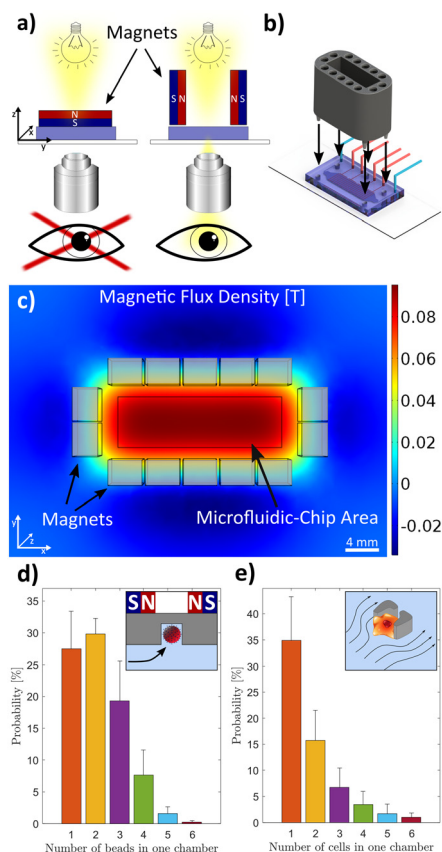 a)
Magnets
b)
N
S
S N
N S
z
x
y
c)
Magnetic Flux Density [T]
0.08
0.06
0.04
0.02
0
-0.02
Magnets
Microfluidic-Chip Area
y
z
x
4 mm
d)
S N
N S
Probability [%]
35
30
25
20
15
10
5
0
1 2 3 4 5 6
Number of beads in one chamber
e)
Probability [%]
40
35
30
25
20
15
10
5
0
1 2 3 4 5 6
Number of cells in one chamber